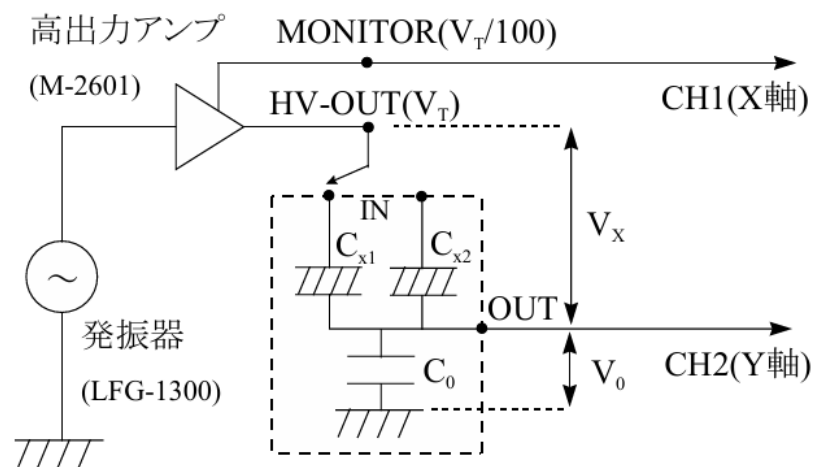 高出力アンプ
(M-2601)
MONITOR(V_T/100)
CH1(X軸)
HV-OUT(V_T)
IN
C_x1
C_x2
V_X
OUT
発振器
(LFG-1300)
C_0
V_0
CH2(Y軸)
~